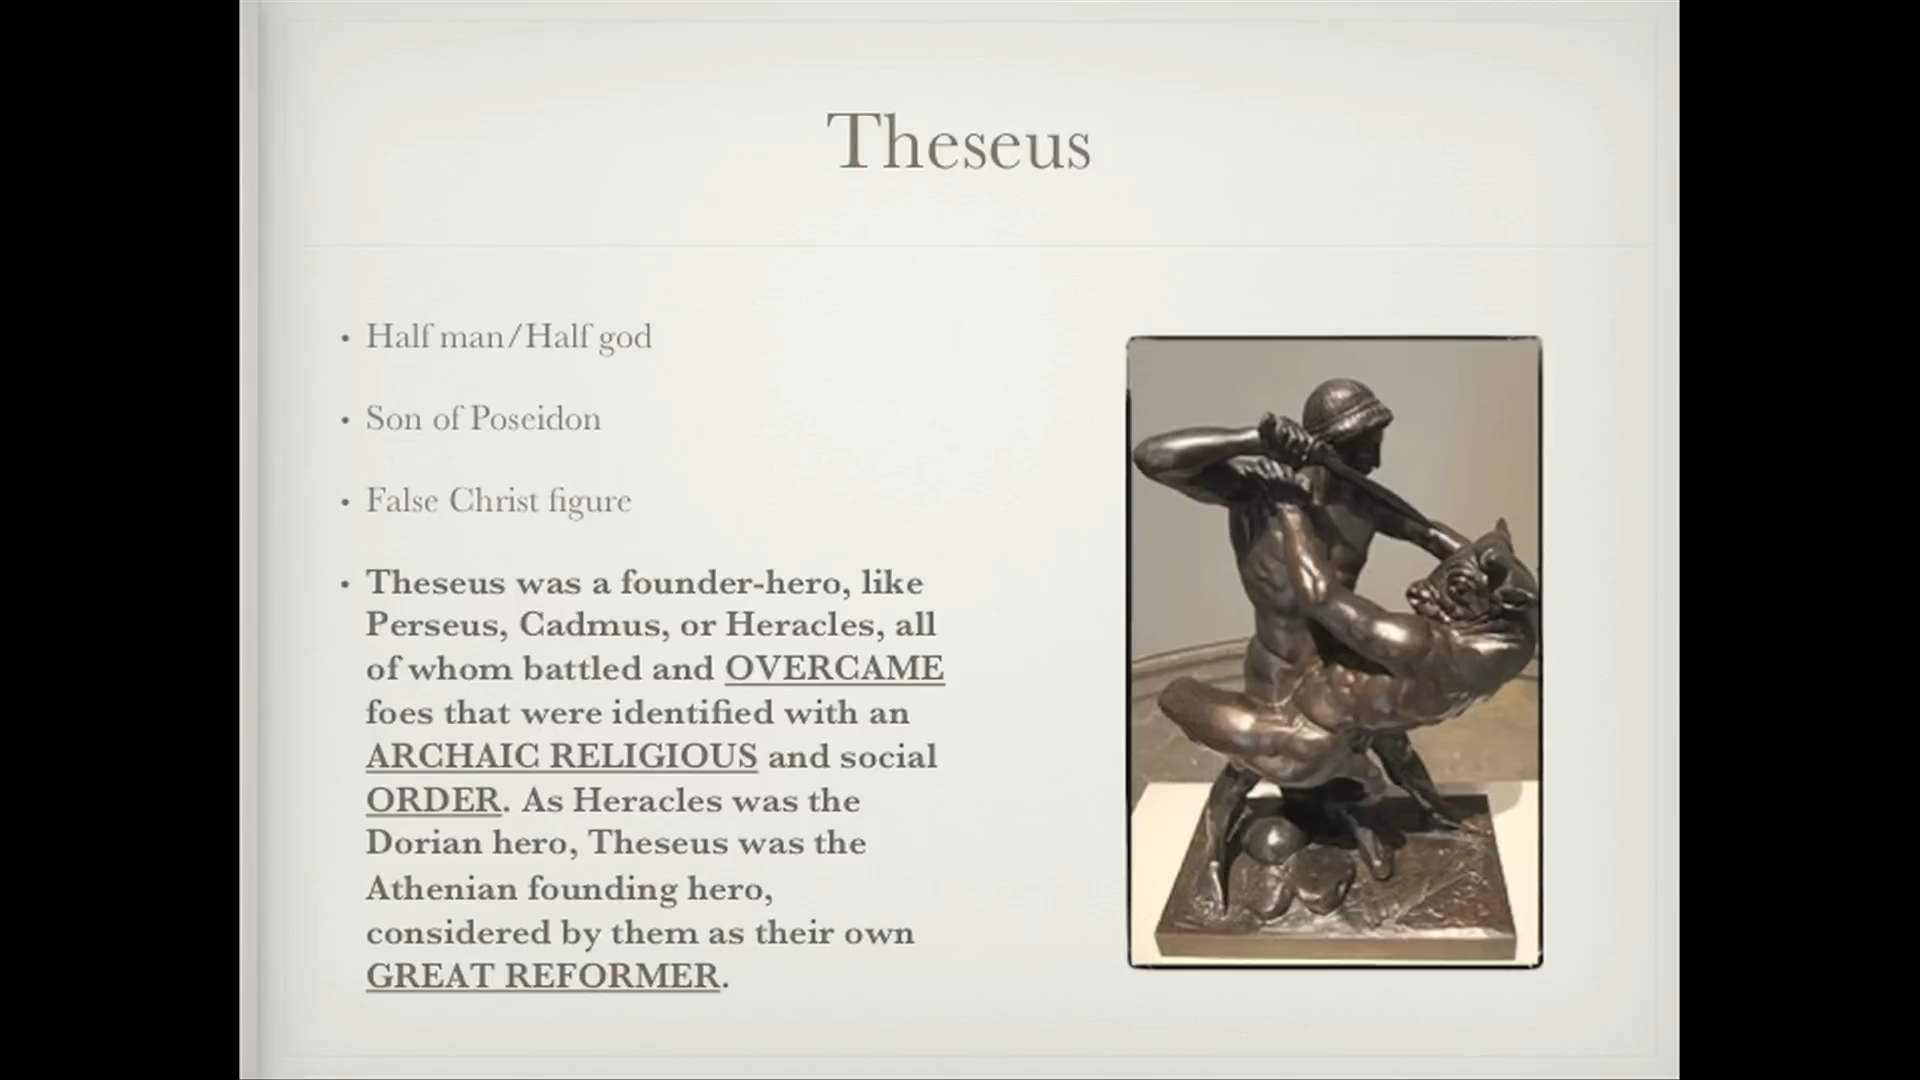 Theseus
• Half man/Half god
• Son of Poseidon
• False Christ figure
• Theseus was a founder-hero, like
Perseus, Cadmus, or Heracles, all
of whom battled and OVERCAME
foes that were identified with an
ARCHAIC RELIGIOUS and social
ORDER. As Heracles was the
Dorian hero, Theseus was the
Athenian founding hero,
considered by them as their own
GREAT REFORMER.